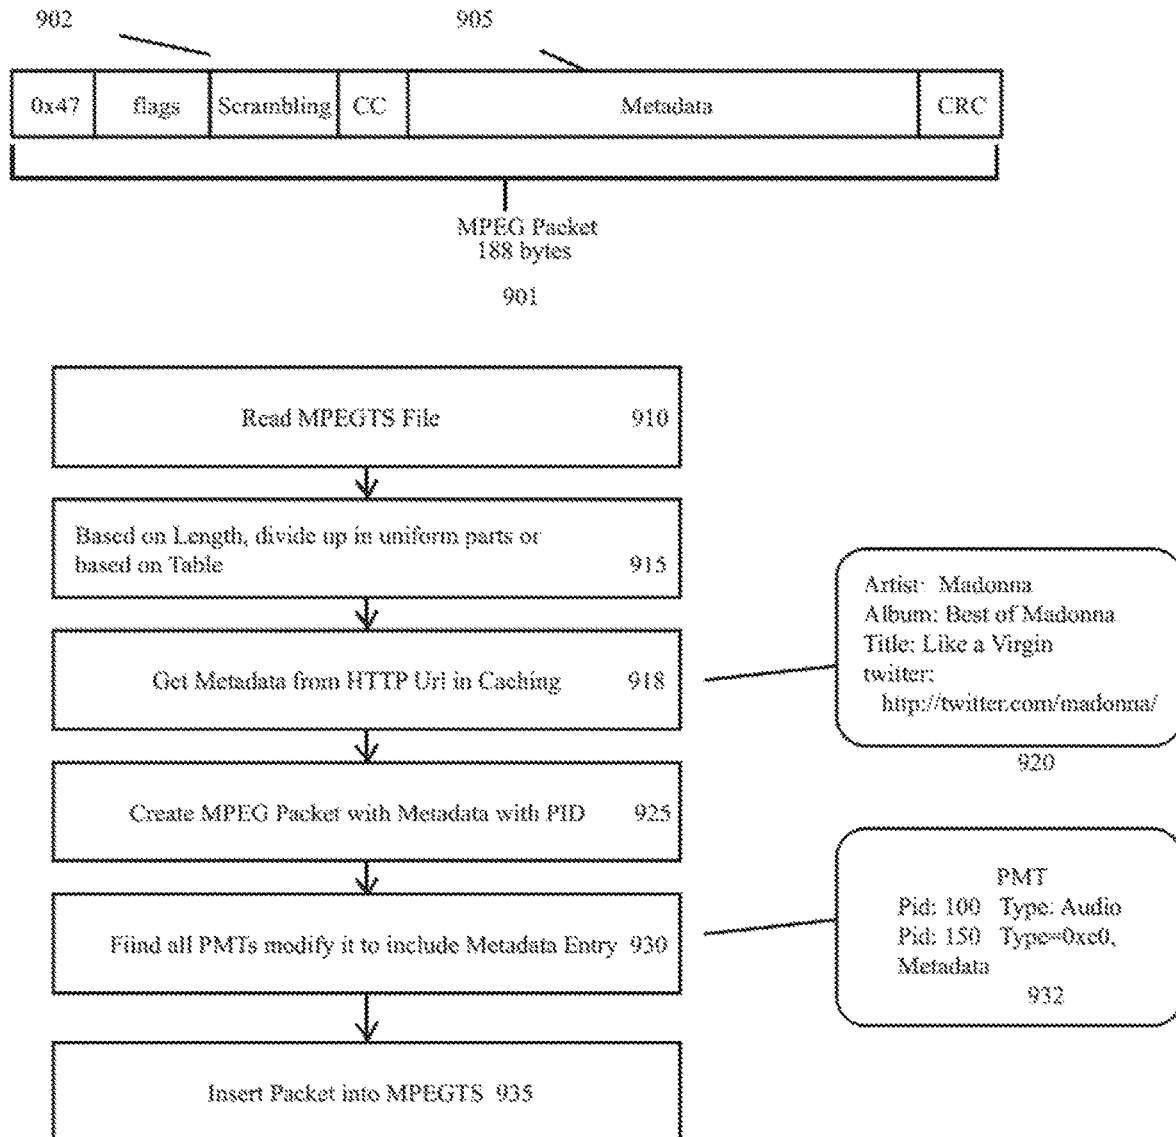 902
905
0x47 flags Scrambling CC Metadata CRC
MPEG Packet
188 bytes
901
Read MPEGTS File 910
Based on Length, divide up in uniform parts or
based on Table 915
Get Metadata from HTTP Url in Caching 918
Artist: Madonna
Album: Best of Madonna
Title: Like a Virgin
twitter:
http://twitter.com/madonna/
920
Create MPEG Packet with Metadata with PID 925
Fiind all PMTs modify it to include Metadata Entry 930
PMT
Pid: 100 Type: Audio
Pid: 150 Type=0xc0,
Metadata
932
Insert Packet into MPEGTS 935